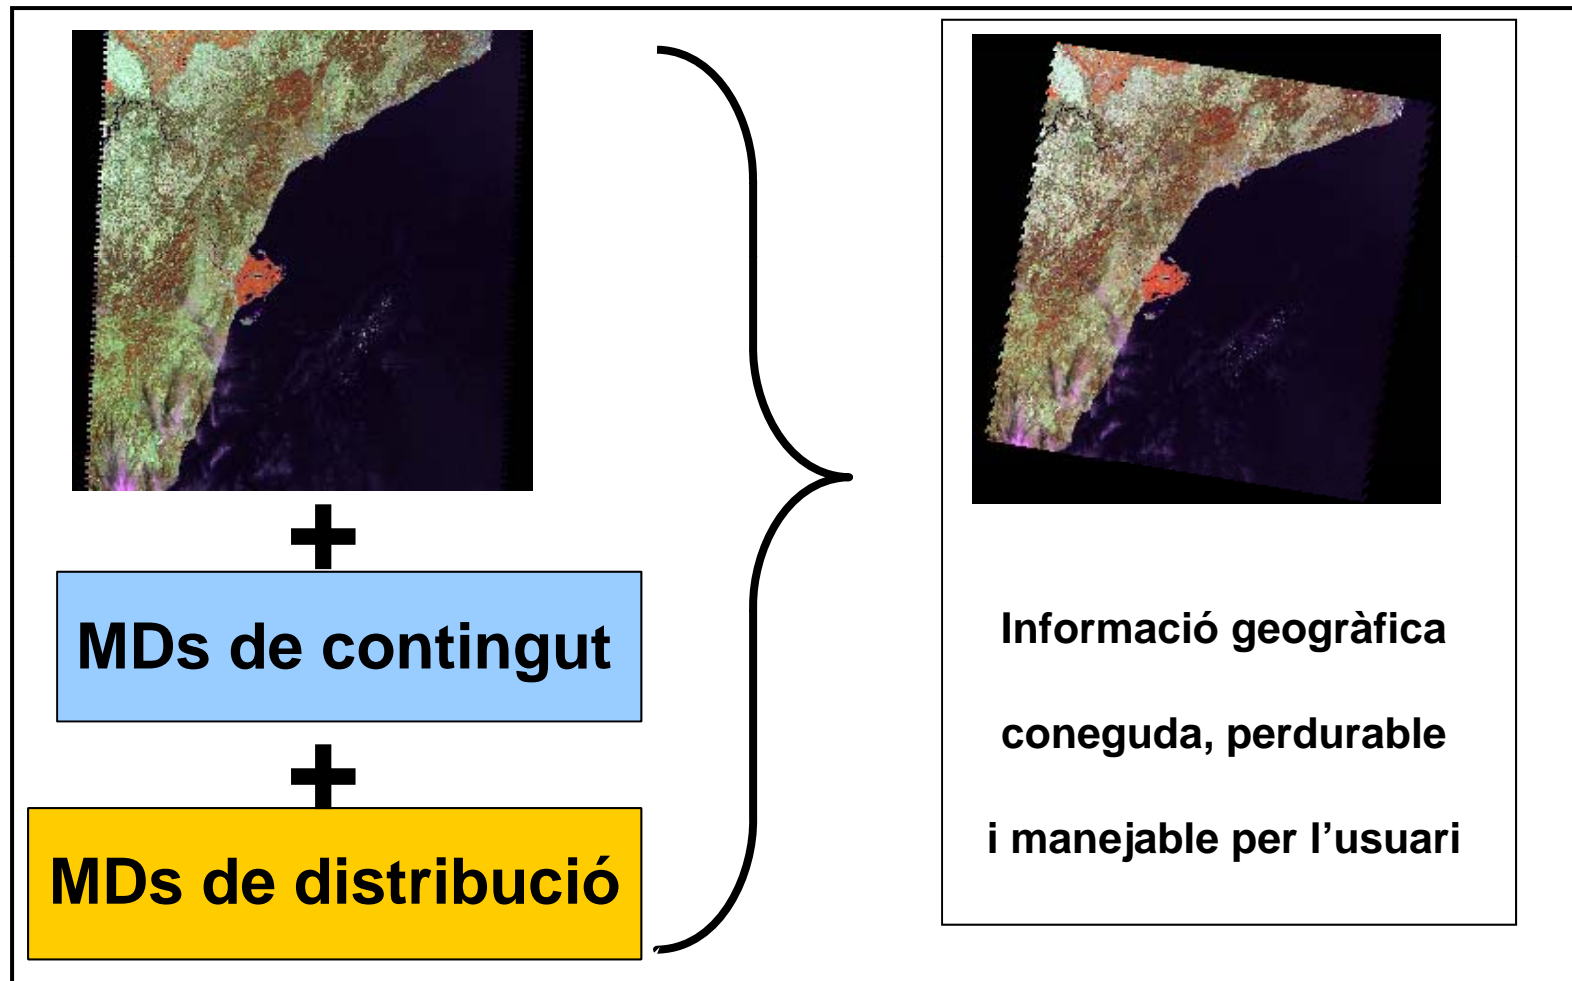 +
MDs de contingut
+
MDs de distribució
Informació geogràfica
coneguda, perdurable
i manejable per l’usuari